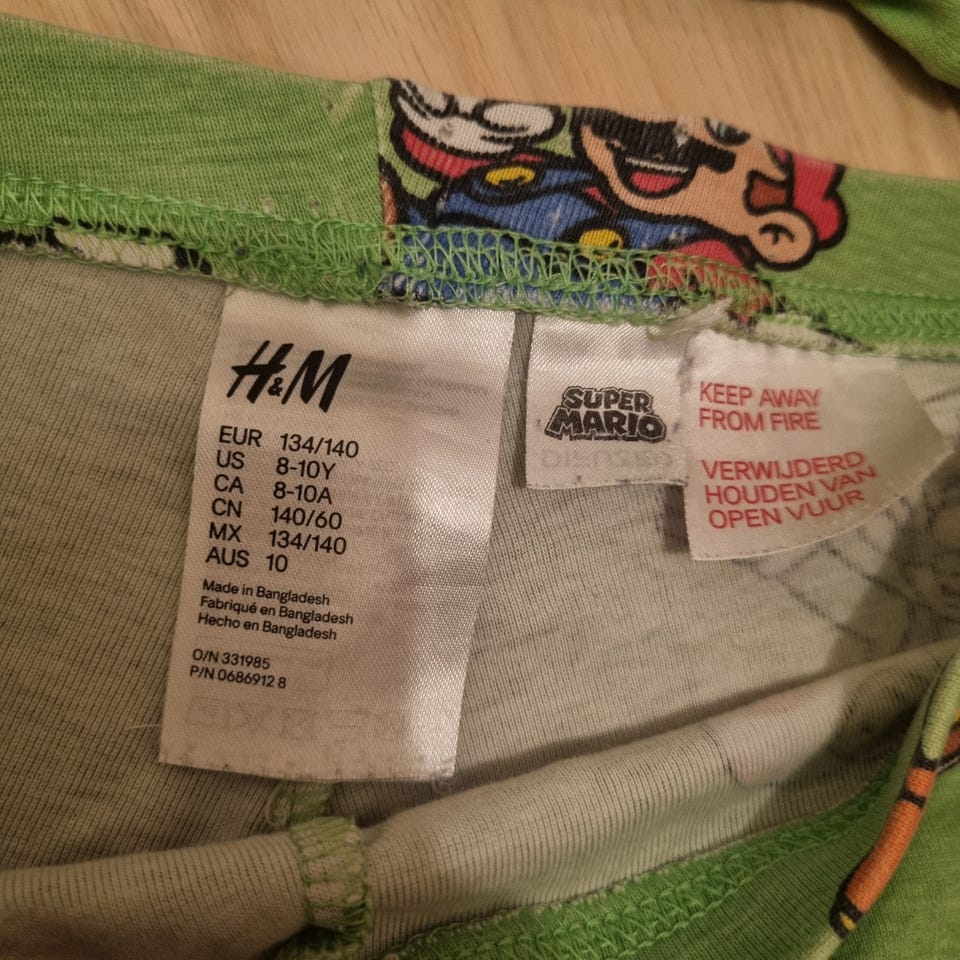 H&M
EUR 134/140
US 8-10Y
CA 8-10A
CN 140/60
MX 134/140
AUS 10
Made in Bangladesh
Fabriqué en Bangladesh
Hecho en Bangladesh
O/N 331985
P/N 0686912 8
SUPER
MARIO
KEEP AWAY
FROM FIRE
VERWIJDERD
HOUDEN VAN
OPEN VUUR